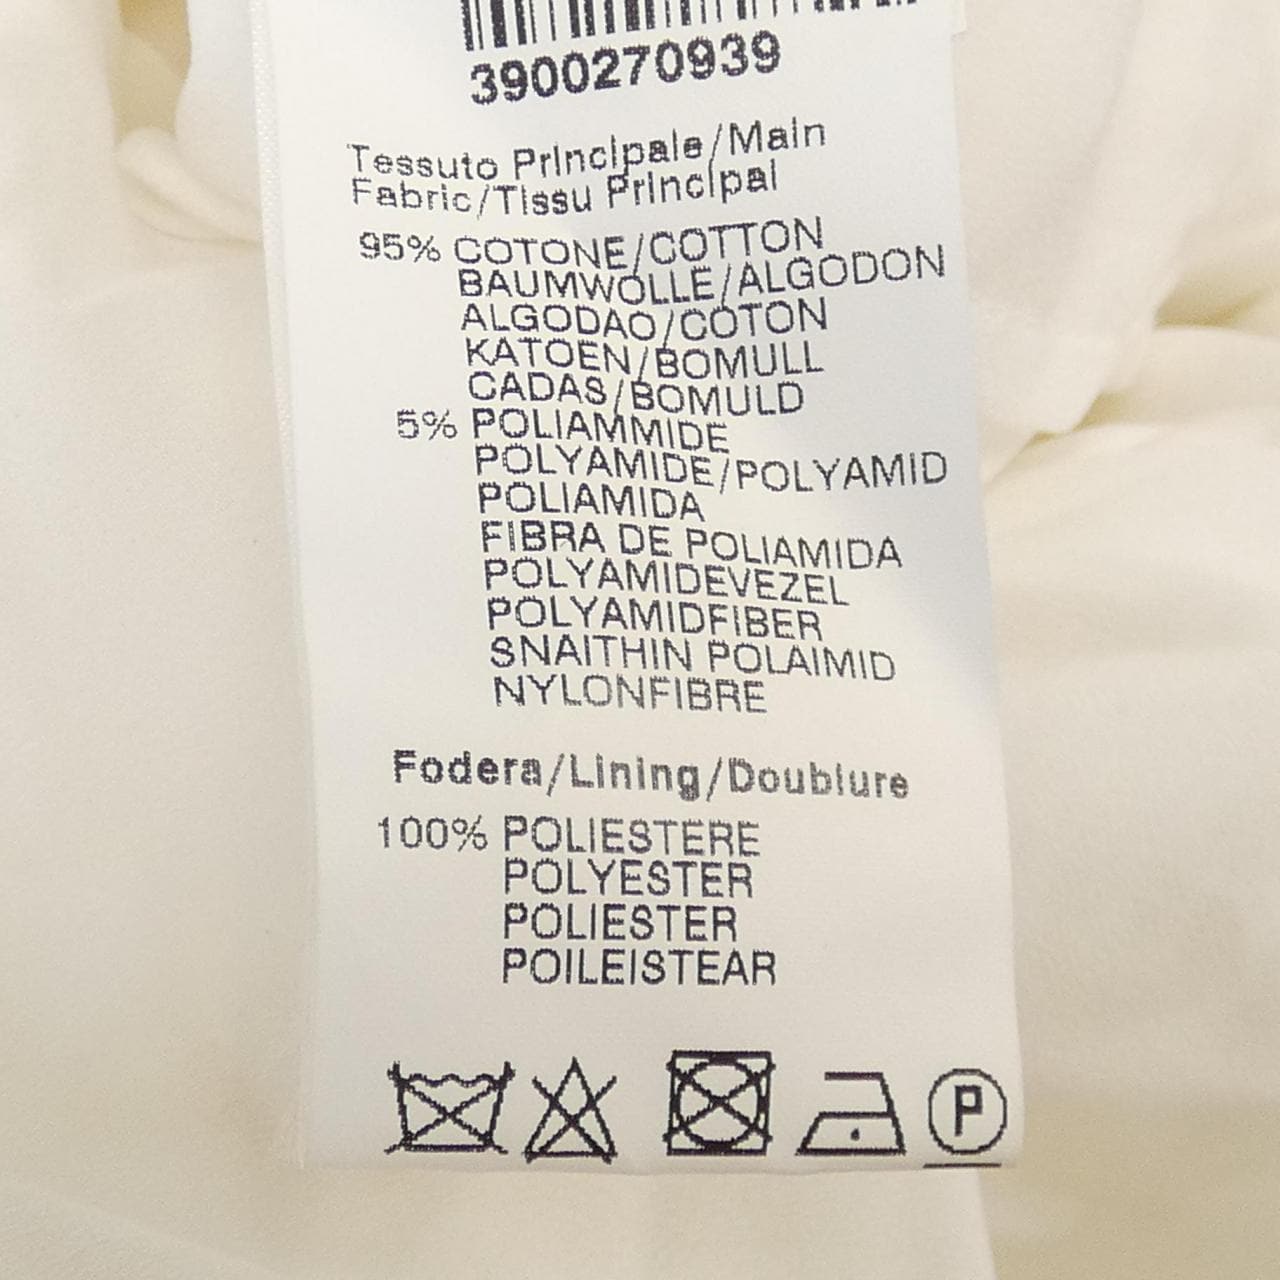 3900270939
Tessuto Principale/Main
Fabric/Tissu Principal
95% COTONE/COTTON
BAUMWOLLE/ALGODON
ALGODAO/COTON
KATOEN/BOMULL
CADAS/BOMULD
5% POLIAMMIDE
POLYAMIDE/POLYAMID
POLIAMIDA
FIBRA DE POLIAMIDA
POLYAMIDEVEZEL
POLYAMIDFIBER
SNAITHIN POLAIMID
NYLONFIBRE
Fodera/Lining/Doublure
100% POLIESTERE
POLYESTER
POLIESTER
POILEISTEAR
P